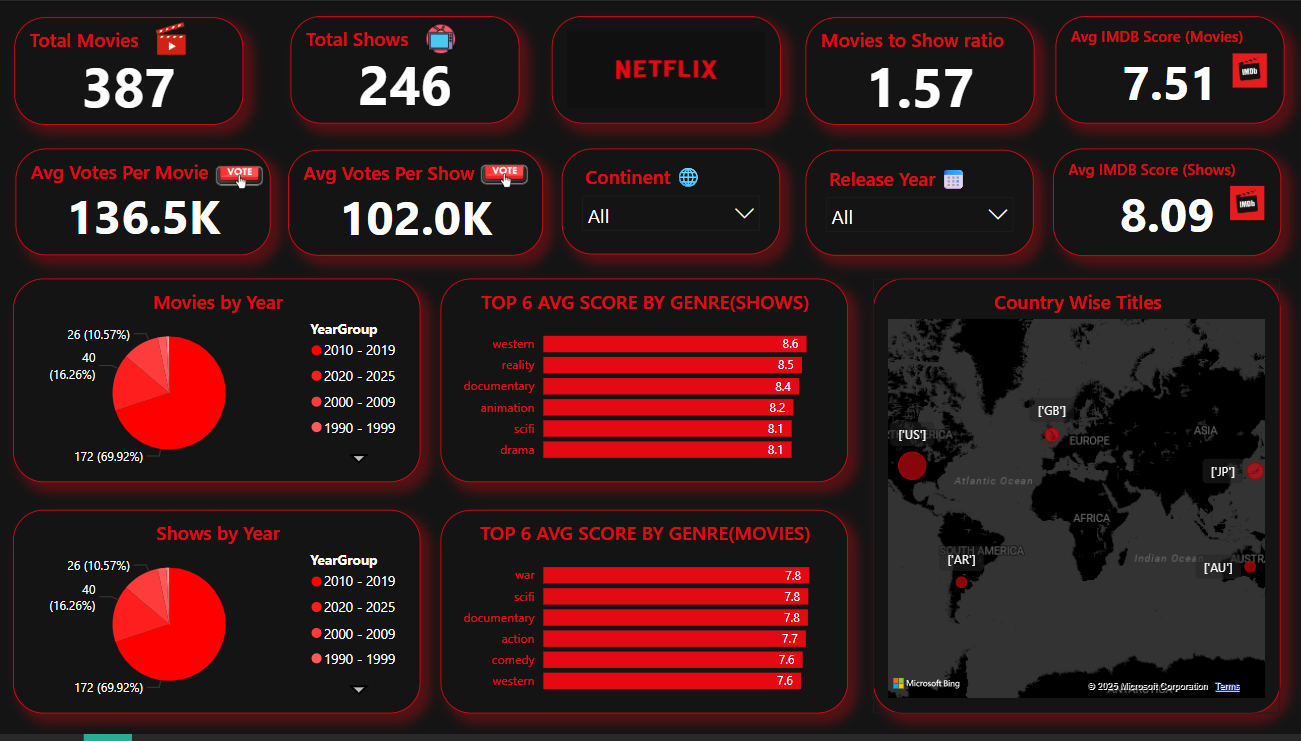 Total Movies
387
Total Shows
246
NETFLIX
Movies to Show ratio
1.57
Avg IMDB Score (Movies)
7.51
IMDb
Avg Votes Per Movie
VOTE
136.5K
Avg Votes Per Show
VOTE
102.0K
Continent
All
Release Year
All
Avg IMDB Score (Shows)
8.09
IMDb
Movies by Year
26 (10.57%)
40
(16.26%)
172 (69.92%)
YearGroup
2010 - 2019
2020 - 2025
2000 - 2009
1990 - 1999
TOP 6 AVG SCORE BY GENRE(SHOWS)
western 8.6
reality 8.5
documentary 8.4
animation 8.2
scifi 8.1
drama 8.1
Country Wise Titles
['GB']
['US']
EUROPE
ASIA
['JP']
Atlantic Ocean
AFRICA
SOUTH AMERICA
['AR']
Indian Ocean
['AU']
Microsoft Bing
© 2025 Microsoft Corporation Terms
Shows by Year
26 (10.57%)
40
(16.26%)
172 (69.92%)
YearGroup
2010 - 2019
2020 - 2025
2000 - 2009
1990 - 1999
TOP 6 AVG SCORE BY GENRE(MOVIES)
war 7.8
scifi 7.8
documentary 7.8
action 7.7
comedy 7.6
western 7.6